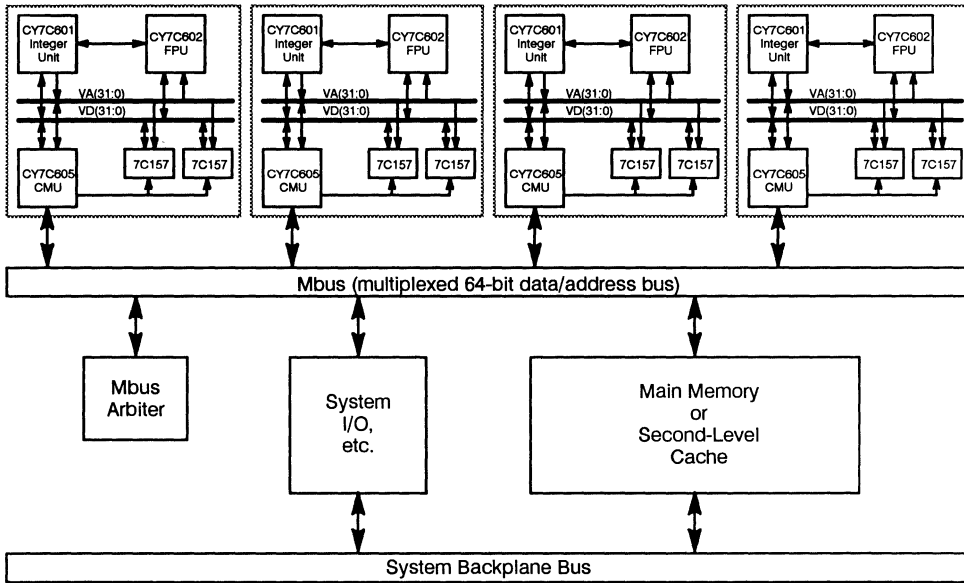 CY7C601
Integer
Unit
CY7C602
FPU
VA(31:0)
VD(31:0)
CY7C605
CMU
7C157
7C157
CY7C601
Integer
Unit
CY7C602
FPU
VA(31:0)
VD(31:0)
CY7C605
CMU
7C157
7C157
CY7C601
Integer
Unit
CY7C602
FPU
VA(31:0)
VD(31:0)
CY7C605
CMU
7C157
7C157
CY7C601
Integer
Unit
CY7C602
FPU
VA(31:0)
VD(31:0)
CY7C605
CMU
7C157
7C157
Mbus (multiplexed 64-bit data/address bus)
Mbus
Arbiter
System
I/O,
etc.
Main Memory
or
Second-Level
Cache
System Backplane Bus